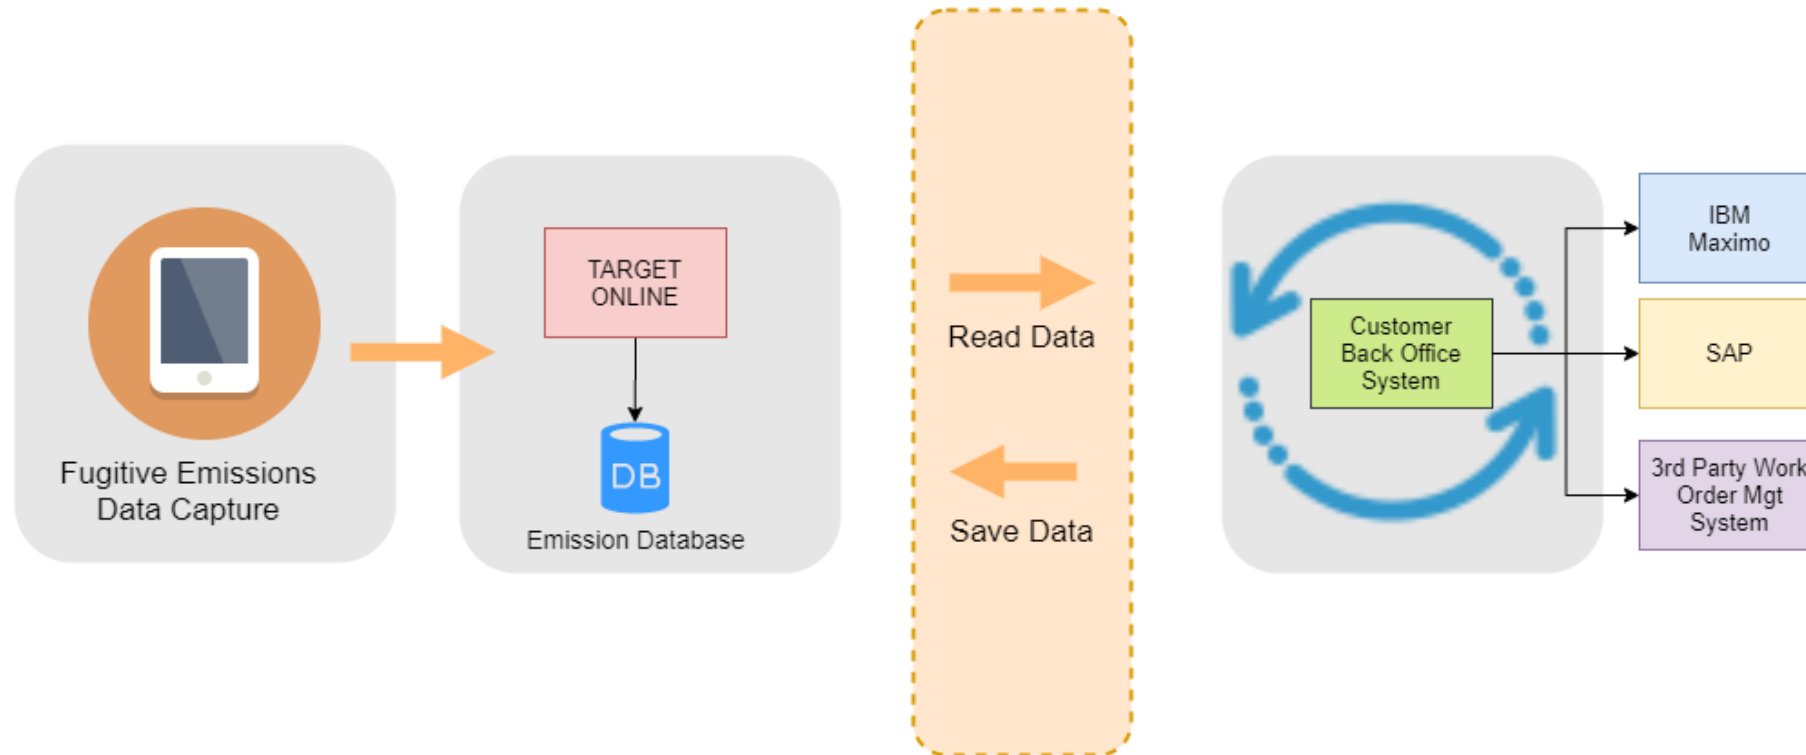 Fugitive Emissions
Data Capture
TARGET
ONLINE
DB
Emission Database
Read Data
Save Data
Customer
Back Office
System
IBM
Maximo
SAP
3rd Party Work
Order Mgt
System